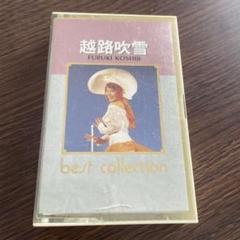 越路吹雪
FUBUKI KOSHIJI
best collection